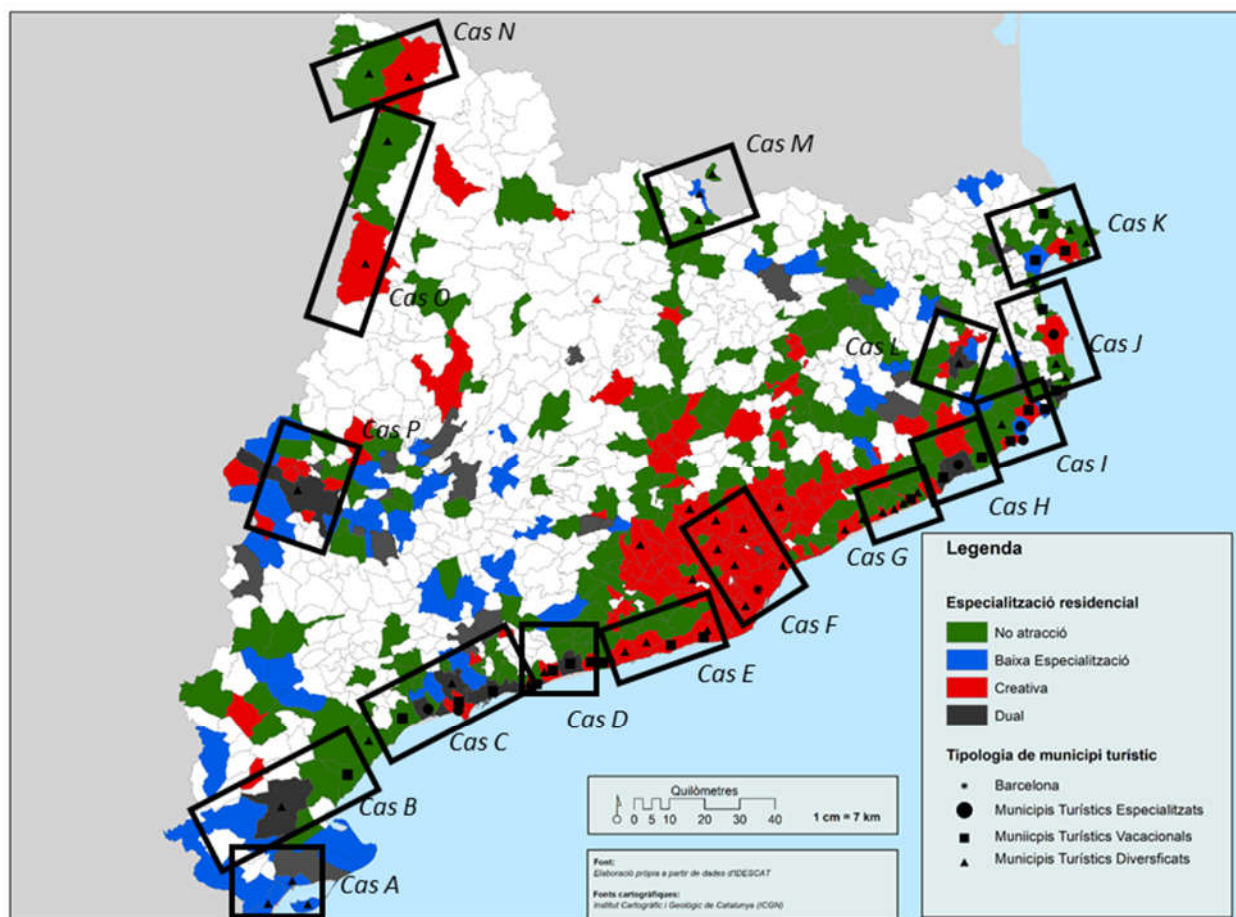 Cas N
Cas M
Cas K
Cas O
Cas L
Cas J
Cas P
Cas I
Cas H
Cas G
Cas F
Cas E
Cas D
Cas C
Cas B
Cas A
Legenda
Especialització residencial
No atracció
Baixa Especialització
Creativa
Dual
Tipologia de municipi turístic
Barcelona
Municipis Turístics Especialitzats
Muniicpis Turístics Vacacionals
Municipis Turístics Diversficats
Quilòmetres
0 5 10 20 30 40
1 cm = 7 km
Font:
Elaboració pròpia a partir de dades d'IDESCAT
Fonts cartogràfiques:
Institut Cartogràfic i Geològic de Catalunya (ICGN)